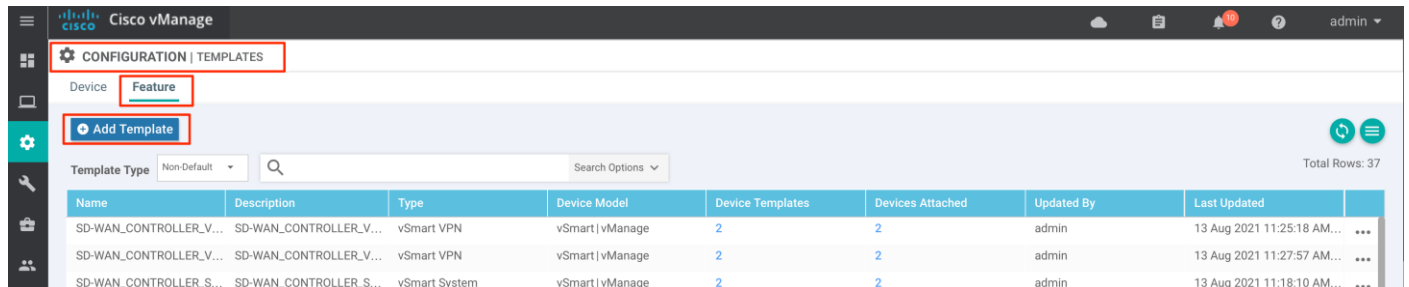 cisco Cisco vManage 10 admin
CONFIGURATION | TEMPLATES
Device Feature
Add Template
Total Rows: 37
Template Type Non-Default Search Options
Name Description Type Device Model Device Templates Devices Attached Updated By Last Updated
SD-WAN_CONTROLLER_V... SD-WAN_CONTROLLER_V... vSmart VPN vSmart|vManage 2 2 admin 13 Aug 2021 11:25:18 AM... •••
SD-WAN_CONTROLLER_V... SD-WAN_CONTROLLER_V... vSmart VPN vSmart|vManage 2 2 admin 13 Aug 2021 11:27:57 AM... •••
SD-WAN_CONTROLLER_S... SD-WAN_CONTROLLER_S... vSmart System vSmart|vManage 2 2 admin 13 Aug 2021 11:18:10 AM... •••